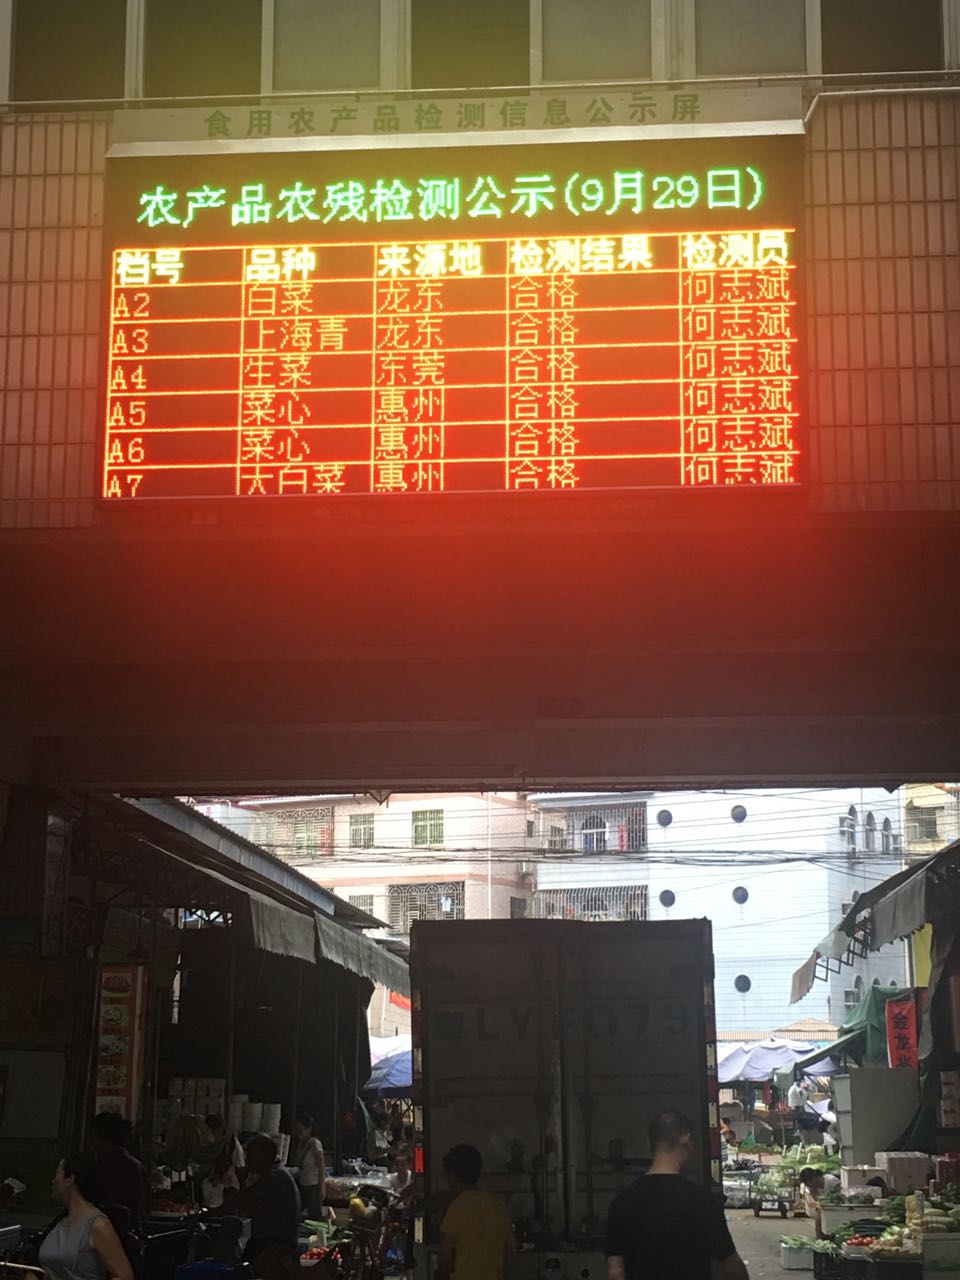 食用农产品检测信息公示屏
农产品农残检测公示(9月29日)
档号 品种 来源地 检测结果 检测员
A2 白菜 龙东 合格 何志斌
A3 上海青 龙东 合格 何志斌
A4 生菜 东莞 合格 何志斌
A5 菜心 惠州 合格 何志斌
A6 菜心 惠州 合格 何志斌
A7 大白菜 惠州 合格 何志斌
金龙